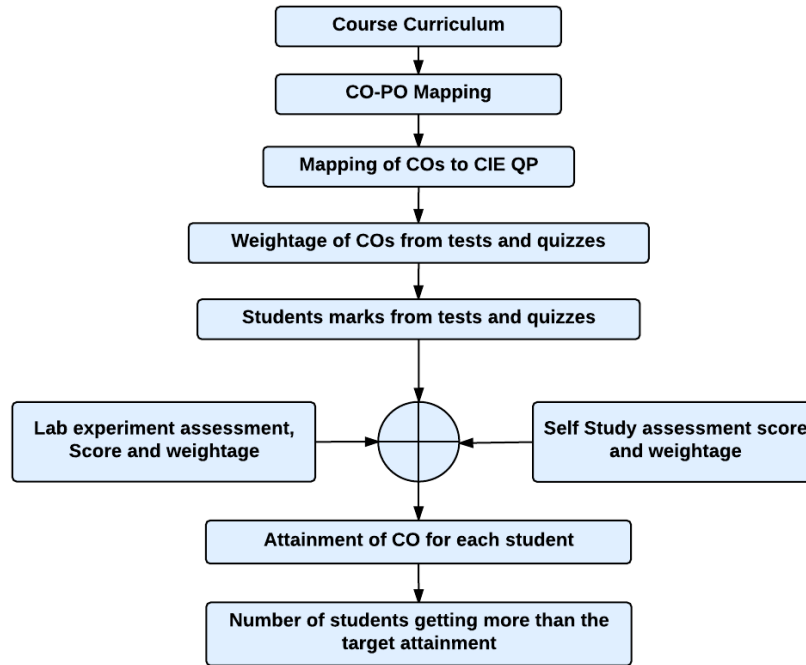 Course Curriculum
CO-PO Mapping
Mapping of COs to CIE QP
Weightage of COs from tests and quizzes
Students marks from tests and quizzes
Lab experiment assessment,
Score and weightage
Self Study assessment score
and weightage
Attainment of CO for each student
Number of students getting more than the
target attainment